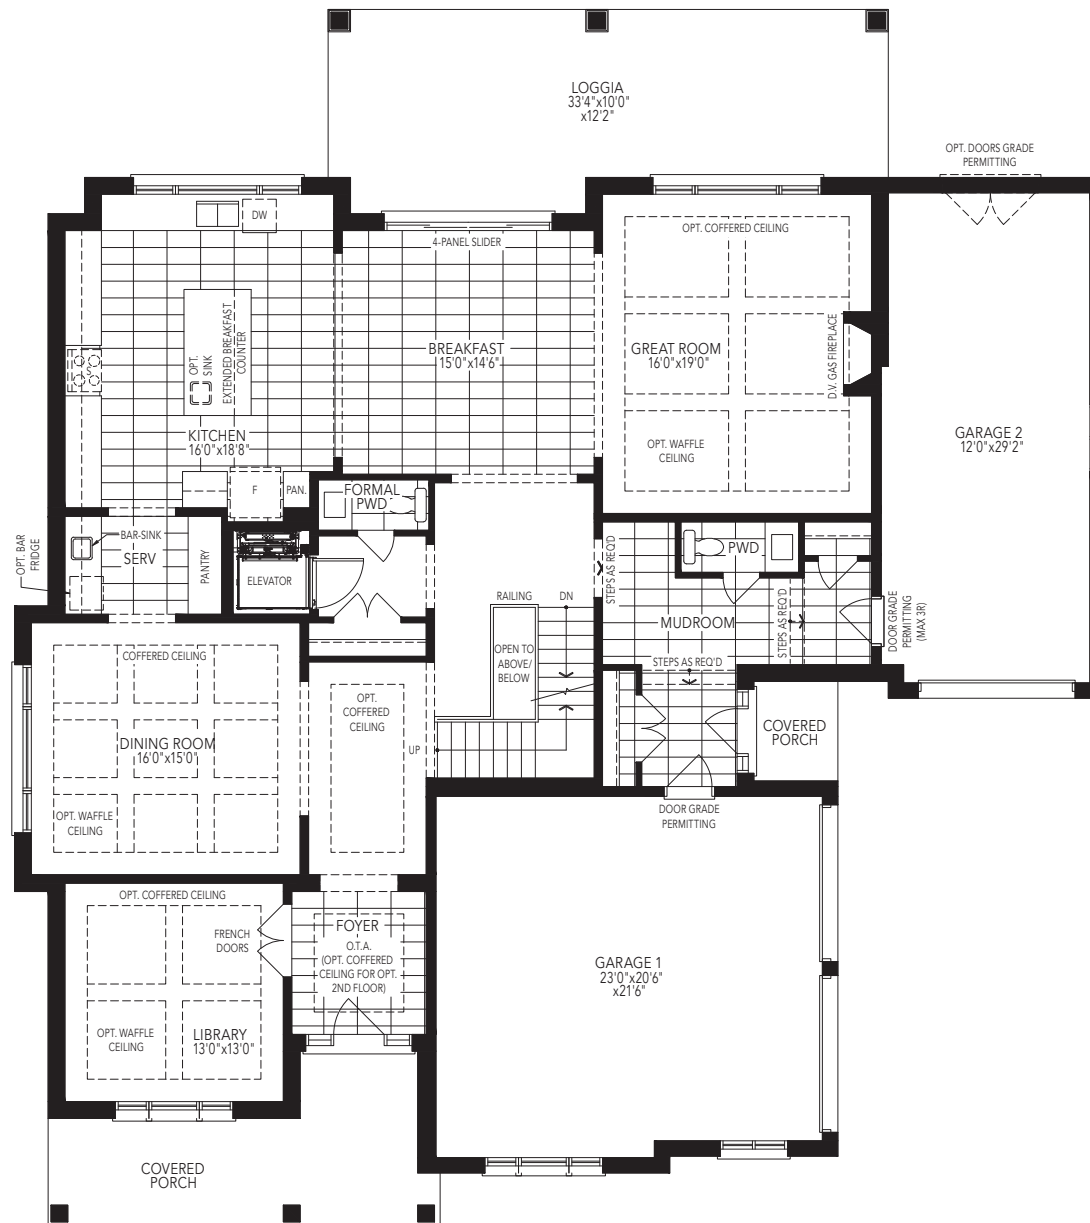 LOGGIA
33'4"x10'0"
x12'2"
OPT. DOORS GRADE
PERMITTING
DW
4-PANEL SLIDER
OPT. COFFERED CEILING
OPT.
SINK
EXTENDED BREAKFAST
COUNTER
S
BREAKFAST
15'0"x14'6"
GREAT ROOM
16'0"x19'0"
D.V. GAS FIREPLACE
KITCHEN
16'0"x18'8"
OPT. WAFFLE
CEILING
GARAGE 2
12'0"x29'2"
F
PAN.
FORMAL
PWD
OPT. BAR
FRIDGE
BAR-SINK
SERV
PANTRY
ELEVATOR
STEPS AS REQ'D
PWD
RAILING
DN
MUDROOM
STEPS AS REQ'D
DOOR GRADE
PERMITTING
(MAX 3R)
OPEN TO
ABOVE/
BELOW
STEPS AS REQ'D
COFFERED CEILING
OPT.
COFFERED
CEILING
DINING ROOM
16'0"x15'0"
UP
COVERED
PORCH
OPT. WAFFLE
CEILING
DOOR GRADE
PERMITTING
OPT. COFFERED CEILING
FRENCH
DOORS
FOYER
O.T.A.
(OPT. COFFERED
CEILING FOR OPT.
2ND FLOOR)
GARAGE 1
23'0"x20'6"
x21'6"
OPT. WAFFLE
CEILING
LIBRARY
13'0"x13'0"
COVERED
PORCH